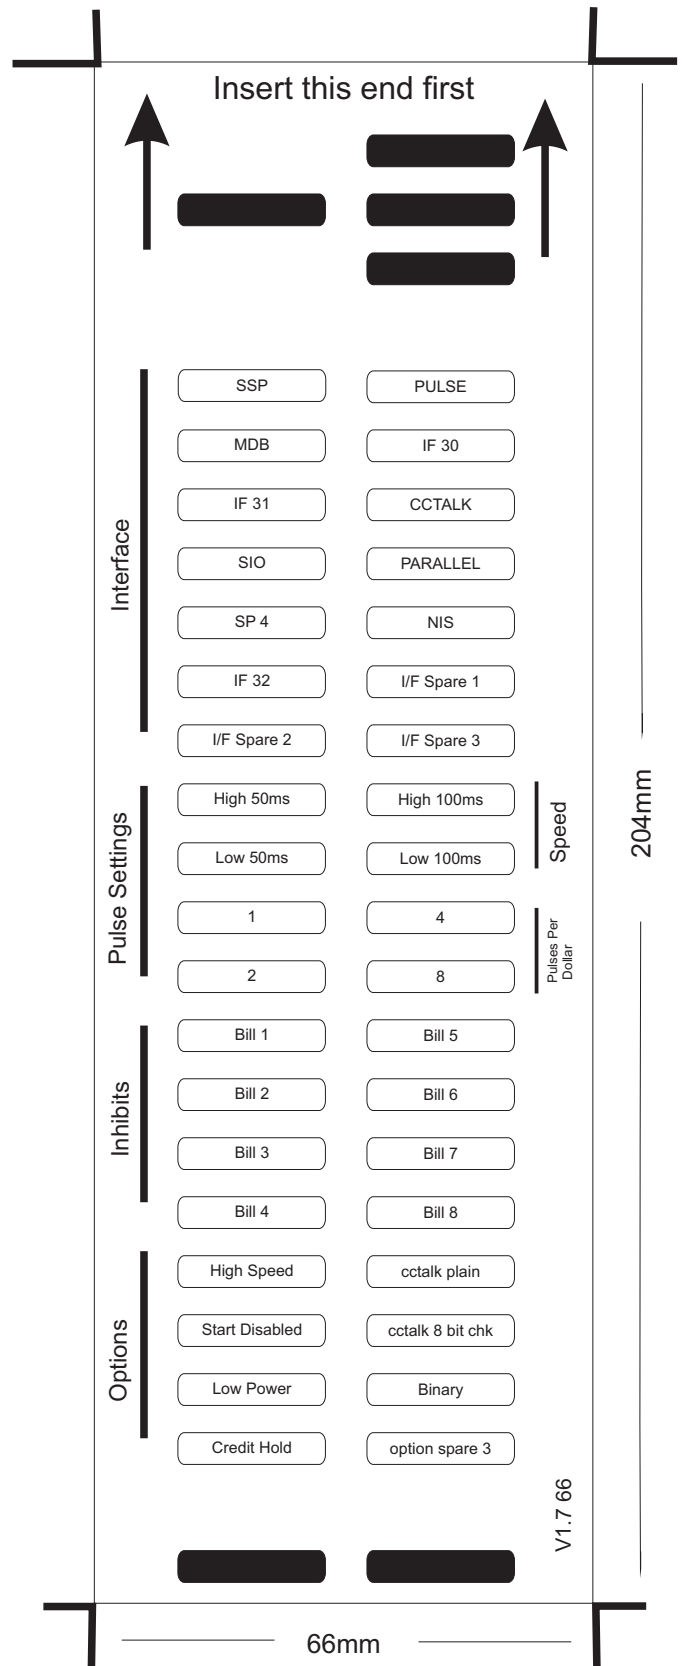 Insert this end first
SSP PULSE
MDB IF 30
IF 31 CCTALK
SIO PARALLEL
SP 4 NIS
IF 32 I/F Spare 1
I/F Spare 2 I/F Spare 3
Interface
High 50ms High 100ms
Low 50ms Low 100ms
Speed
1 4
2 8
Pulses Per
Dollar
Pulse Settings
Bill 1 Bill 5
Bill 2 Bill 6
Bill 3 Bill 7
Bill 4 Bill 8
Inhibits
High Speed cctalk plain
Start Disabled cctalk 8 bit chk
Low Power Binary
Credit Hold option spare 3
Options
V1.7 66
204mm
66mm